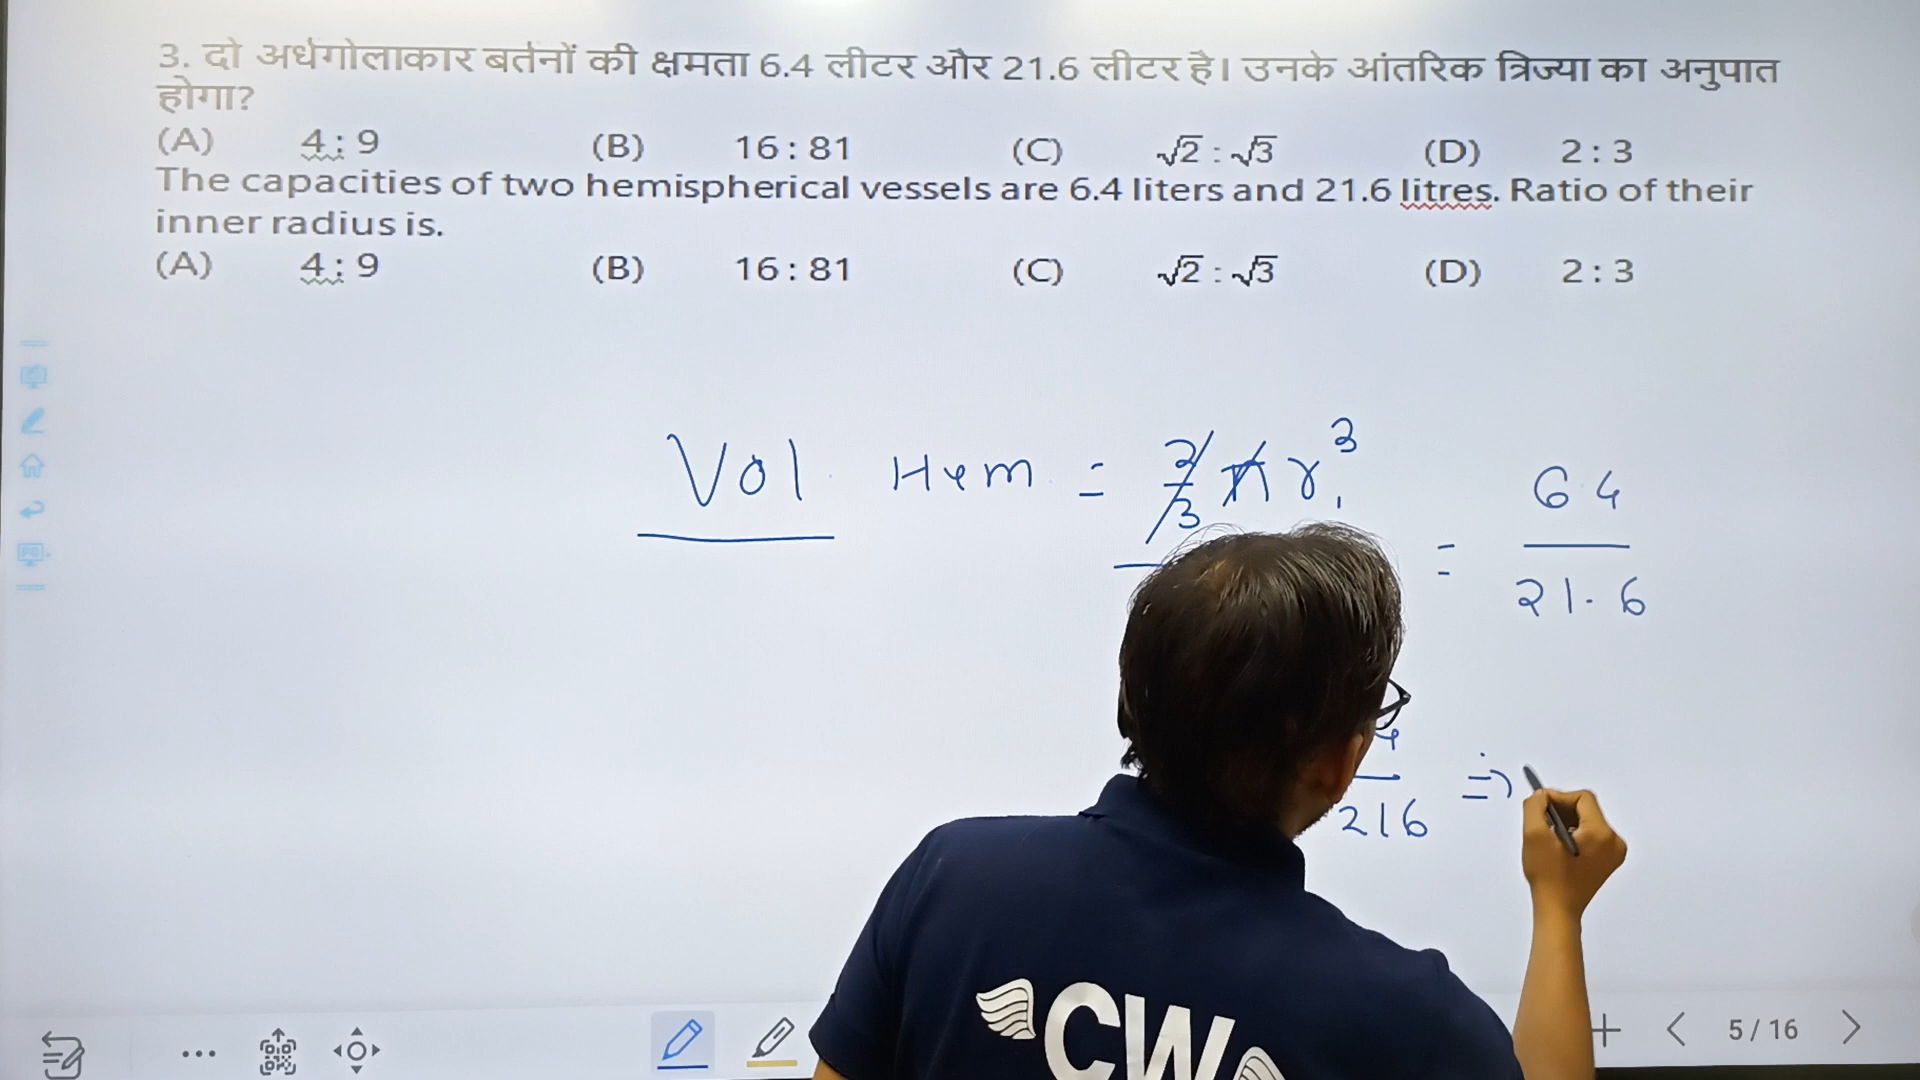 3. दो अर्धगोलाकार बर्तनों की क्षमता 6.4 लीटर और 21.6 लीटर है। उनके आंतरिक त्रिज्या का अनुपात
होगा?
(A) 4 : 9 (B) 16 : 81 (C) √2 : √3 (D) 2 : 3
The capacities of two hemispherical vessels are 6.4 liters and 21.6 litres. Ratio of their
inner radius is.
(A) 4 : 9 (B) 16 : 81 (C) √2 : √3 (D) 2 : 3
Vol Hem = 2/3 π r₁³ = 6.4
21.6
216 ⇒
CW
5 / 16